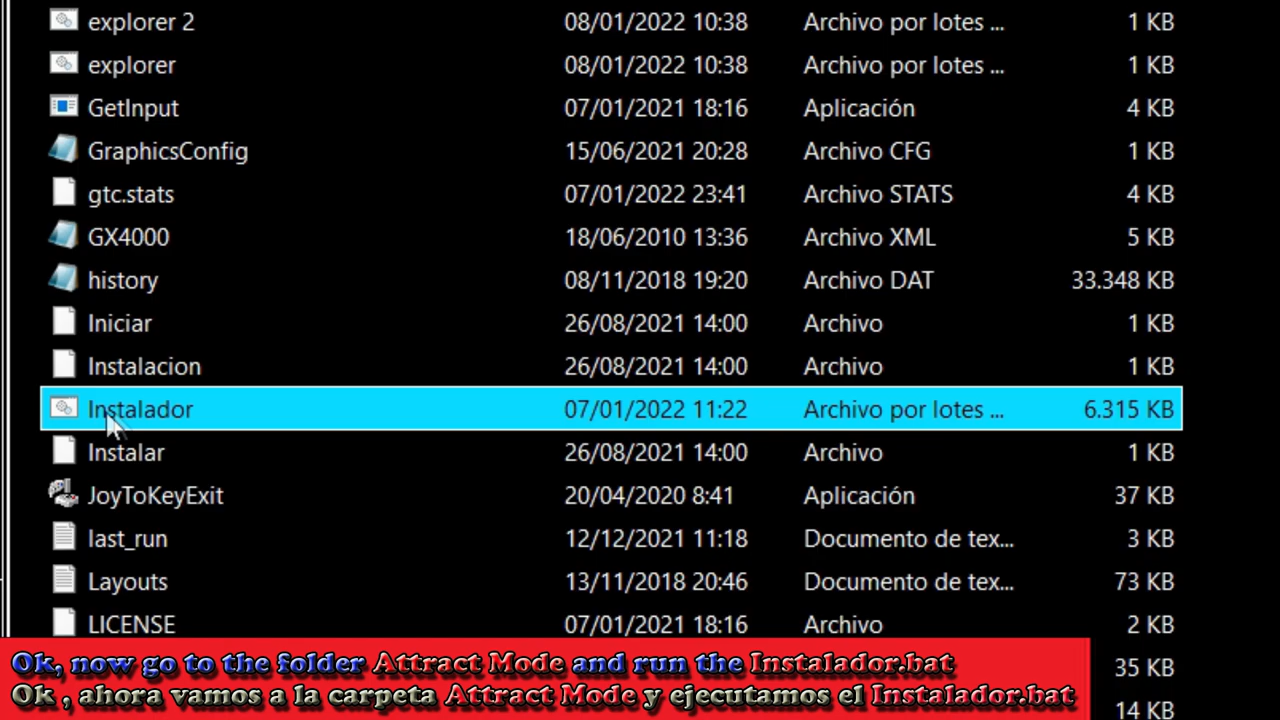 explorer 2 08/01/2022 10:38 Archivo por lotes ... 1 KB
explorer 08/01/2022 10:38 Archivo por lotes ... 1 KB
GetInput 07/01/2021 18:16 Aplicación 4 KB
GraphicsConfig 15/06/2021 20:28 Archivo CFG 1 KB
gtc.stats 07/01/2022 23:41 Archivo STATS 4 KB
GX4000 18/06/2010 13:36 Archivo XML 5 KB
history 08/11/2018 19:20 Archivo DAT 33.348 KB
Iniciar 26/08/2021 14:00 Archivo 1 KB
Instalacion 26/08/2021 14:00 Archivo 1 KB
Instalador 07/01/2022 11:22 Archivo por lotes ... 6.315 KB
Instalar 26/08/2021 14:00 Archivo 1 KB
JoyToKeyExit 20/04/2020 8:41 Aplicación 37 KB
last_run 12/12/2021 11:18 Documento de tex... 3 KB
Layouts 13/11/2018 20:46 Documento de tex... 73 KB
LICENSE 07/01/2021 18:16 Archivo 2 KB
35 KB
14 KB
Ok, now go to the folder Attract Mode and run the Instalador.bat
Ok , ahora vamos a la carpeta Attract Mode y ejecutamos el Instalador.bat